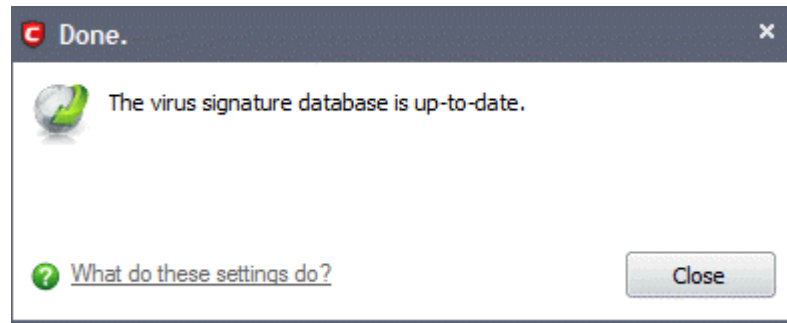 Done.
The virus signature database is up-to-date.
What do these settings do?
Close